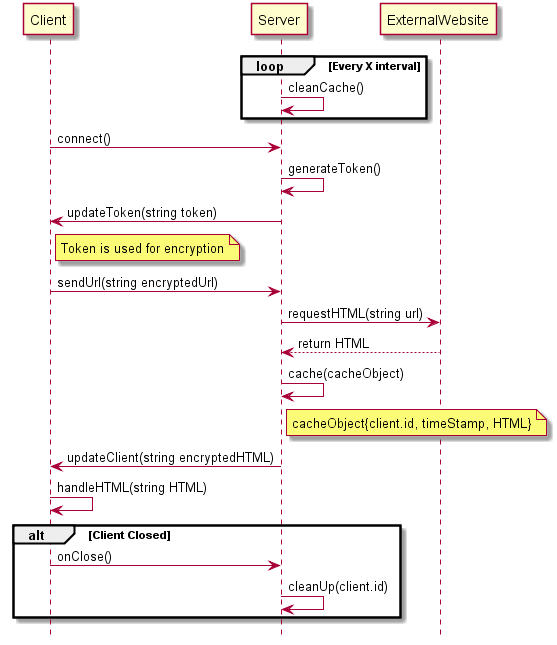 Client
Server
ExternalWebsite
loop
[Every X interval]
cleanCache()
connect()
generateToken()
updateToken(string token)
Token is used for encryption
sendUrl(string encryptedUrl)
requestHTML(string url)
return HTML
cache(cacheObject)
cacheObject{client.id, timeStamp, HTML}
updateClient(string encryptedHTML)
handleHTML(string HTML)
alt
[Client Closed]
onClose()
cleanUp(client.id)